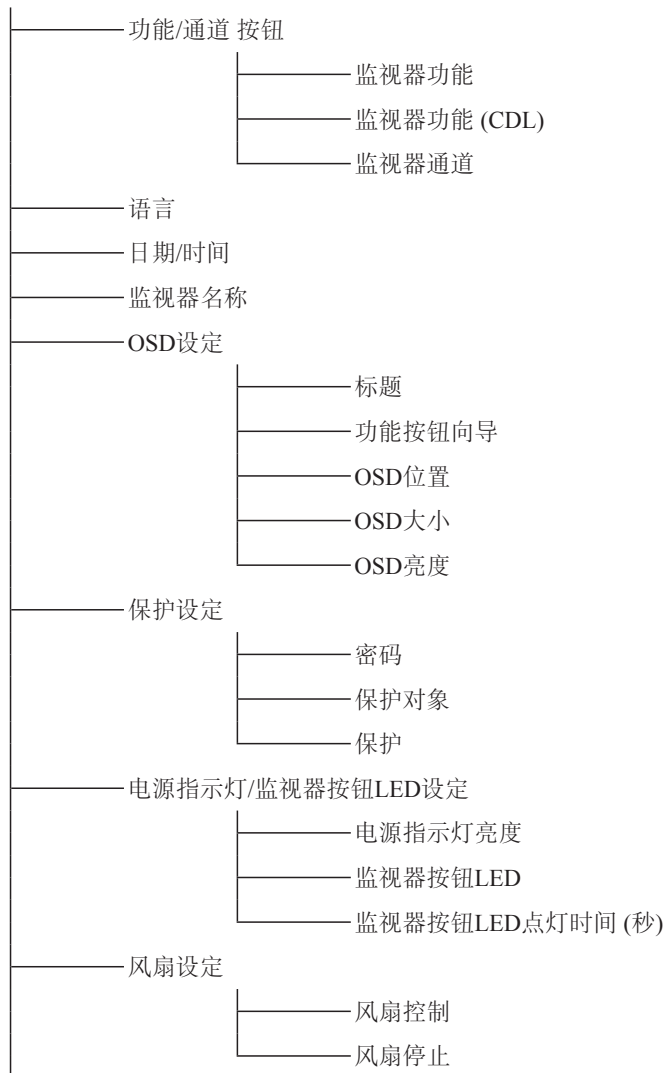 功能/通道 按钮
监视器功能
监视器功能 (CDL)
监视器通道
语言
日期/时间
监视器名称
OSD设定
标题
功能按钮向导
OSD位置
OSD大小
OSD亮度
保护设定
密码
保护对象
保护
电源指示灯/监视器按钮LED设定
电源指示灯亮度
监视器按钮LED
监视器按钮LED点灯时间 (秒)
风扇设定
风扇控制
风扇停止